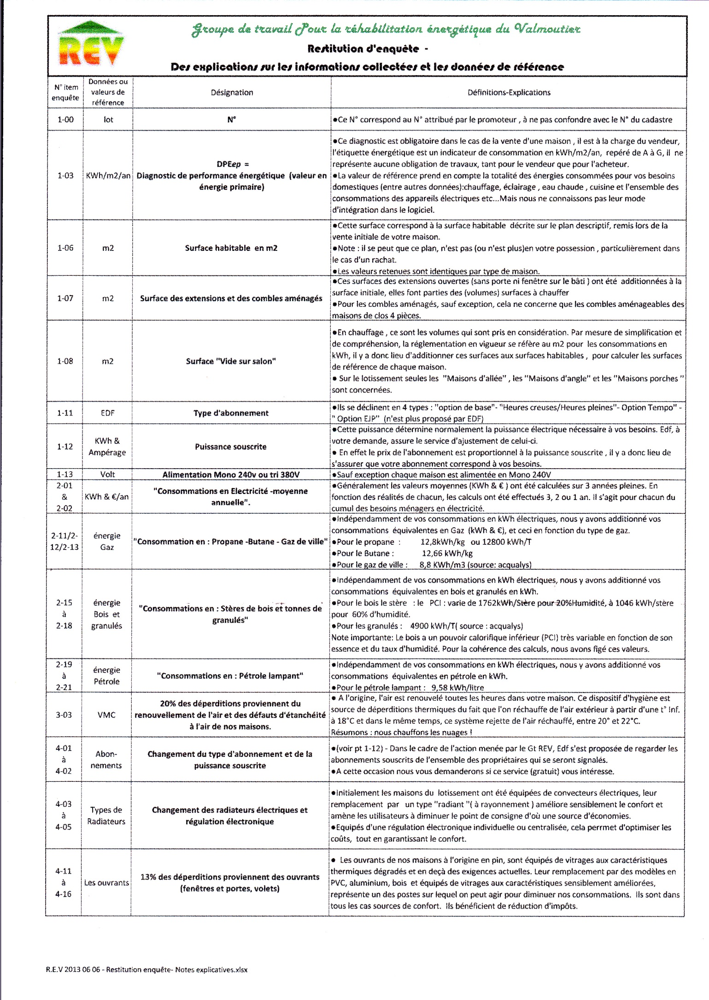 REV
Groupe de travail Pour la réhabilitation énergétique du Valmoutier
Restitution d'enquête -
Des explications sur les informations collectées et les données de référence
N° item
enquête
Données ou
valeurs de
référence
Désignation
Définitions-Explications
1-00
lot
N°
●Ce N° correspond au N° attribué par le promoteur , à ne pas confondre avec le N° du cadastre
1-03
KWh/m2/an
DPEep =
Diagnostic de performance énergétique (valeur en
énergie primaire)
●Ce diagnostic est obligatoire dans le cas de la vente d'une maison , il est à la charge du vendeur,
l'étiquette énergétique est un indicateur de consommation en kWh/m2/an, repéré de A à G, il ne
représente aucune obligation de travaux, tant pour le vendeur que pour l'acheteur.
●La valeur de référence prend en compte la totalité des énergies consommées pour vos besoins
domestiques (entre autres données):chauffage, éclairage , eau chaude , cuisine et l'ensemble des
consommations des appareils électriques etc...Mais nous ne connaissons pas leur mode
d'intégration dans le logiciel.
1-06
m2
Surface habitable en m2
●Cette surface correspond à la surface habitable décrite sur le plan descriptif, remis lors de la
vente initiale de votre maison.
●Note : il se peut que ce plan, n'est pas (ou n'est plus)en votre possession , particulièrement dans
le cas d'un rachat.
●Les valeurs retenues sont identiques par type de maison.
1-07
m2
Surface des extensions et des combles aménagés
●Ces surfaces des extensions ouvertes (sans porte ni fenêtre sur le bâti ) ont été additionnées à la
surface initiale, elles font parties des (volumes) surfaces à chauffer
●Pour les combles aménagés, sauf exception, cela ne concerne que les combles aménageables des
maisons de clos 4 pièces.
1-08
m2
Surface "Vide sur salon"
●En chauffage , ce sont les volumes qui sont pris en considération. Par mesure de simplification et
de compréhension, la réglementation en vigueur se réfère au m2 pour les consommations en
kWh, il y a donc lieu d'additionner ces surfaces aux surfaces habitables , pour calculer les surfaces
de référence de chaque maison.
● Sur le lotissement seules les "Maisons d'allée" , les "Maisons d'angle" et les "Maisons porches "
sont concernées.
1-11
EDF
Type d'abonnement
●Ils se déclinent en 4 types : "option de base"- "Heures creuses/Heures pleines"- Option Tempo" -
" Option EJP" (n'est plus proposé par EDF)
1-12
KWh &
Ampérage
Puissance souscrite
●Cette puissance détermine normalement la puissance électrique nécessaire à vos besoins. Edf, à
votre demande, assure le service d'ajustement de celui-ci.
● En effet le prix de l'abonnement est proportionnel à la puissance souscrite , il y a donc lieu de
s'assurer que votre abonnement correspond à vos besoins.
1-13
Volt
Alimentation Mono 240v ou tri 380V
●Sauf exception chaque maison est alimentée en Mono 240V
2-01
&
2-02
KWh & €/an
"Consommations en Electricité -moyenne
annuelle".
●Généralement les valeurs moyennes (KWh & € ) ont été calculées sur 3 années pleines. En
fonction des réalités de chacun, les calculs ont été effectués 3, 2 ou 1 an. il s'agit pour chacun du
cumul des besoins ménagers en électricité.
2-11/2-
12/2-13
énergie
Gaz
"Consommation en : Propane -Butane - Gaz de ville"
●Indépendamment de vos consommations en kWh électriques, nous y avons additionné vos
consommations équivalentes en Gaz (kWh & €), et ceci en fonction du type de gaz.
●Pour le propane : 12,8kWh/kg ou 12800 kWh/T
●Pour le Butane : 12,66 kWh/kg
●Pour le gaz de ville : 8,8 KWh/m3 (source: acqualys)
2-15
à
2-18
énergie
Bois et
granulés
"Consommations en : Stères de bois et tonnes de
granulés"
●Indépendamment de vos consommations en kWh électriques, nous y avons additionné vos
consommations équivalentes en bois et granulés en kWh.
●Pour le bois le stère : le PCI : varie de 1762kWh/Stère pour 20%Humidité, à 1046 kWh/stère
pour 60% d'humidité.
●Pour les granulés : 4900 kWh/T( source : acqualys)
Note importante: Le bois a un pouvoir calorifique inférieur (PCI) très variable en fonction de son
essence et du taux d'humidité. Pour la cohérence des calculs, nous avons figé ces valeurs.
2-19
à
2-21
énergie
Pétrole
"Consommations en : Pétrole lampant"
●Indépendamment de vos consommations en kWh électriques, nous y avons additionné vos
consommations équivalentes en pétrole en kWh.
●Pour le pétrole lampant : 9,58 kWh/litre
3-03
VMC
20% des déperditions proviennent du
renouvellement de l'air et des défauts d'étanchéité
à l'air de nos maisons.
● A l'origine, l'air est renouvelé toutes les heures dans votre maison. Ce dispositif d'hygiène est
source de déperditions thermiques du fait que l'on réchauffe de l'air extérieur à partir d'une t° Inf.
à 18°C et dans le même temps, ce système rejette de l'air réchauffé, entre 20° et 22°C.
Résumons : nous chauffons les nuages !
4-01
à
4-02
Abon-
nements
Changement du type d'abonnement et de la
puissance souscrite
●(voir pt 1-12) - Dans le cadre de l'action menée par le Gt REV, Edf s'est proposée de regarder les
abonnements souscrits de l'ensemble des propriétaires qui se seront signalés.
●A cette occasion nous vous demanderons si ce service (gratuit) vous intéresse.
4-03
à
4-05
Types de
Radiateurs
Changement des radiateurs électriques et
régulation électronique
●Initialement les maisons du lotissement ont été équipées de convecteurs électriques, leur
remplacement par un type "radiant "( à rayonnement ) améliore sensiblement le confort et
amène les utilisateurs à diminuer le point de consigne d'où une source d'économies.
●Equipés d'une régulation électronique individuelle ou centralisée, cela perrmet d'optimiser les
coûts, tout en garantissant le confort.
4-11
à
4-16
Les ouvrants
13% des déperditions proviennent des ouvrants
(fenêtres et portes, volets)
● Les ouvrants de nos maisons à l'origine en pin, sont équipés de vitrages aux caractéristiques
thermiques dégradés et en deçà des exigences actuelles. Leur remplacement par des modèles en
PVC, aluminium, bois et équipés de vitrages aux caractéristiques sensiblement améliorées,
représente un des postes sur lequel on peut agir pour diminuer nos consommations. Ils sont dans
tous les cas sources de confort. Ils bénéficient de réduction d'impôts.
R.E.V 2013 06 06 - Restitution enquête- Notes explicatives.xlsx